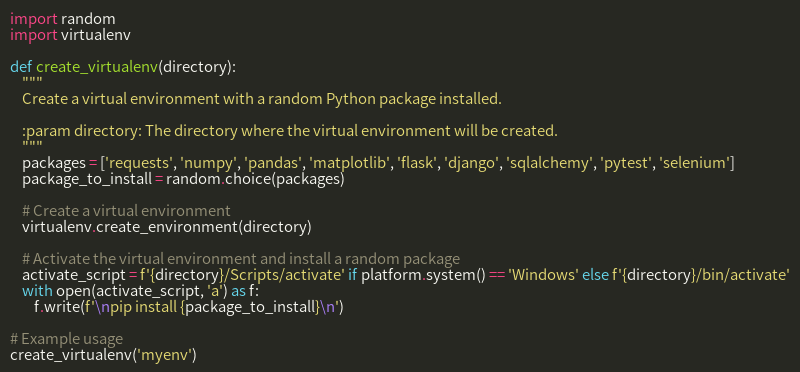 import random
import virtualenv

def create_virtualenv(directory):
    """
    Create a virtual environment with a random Python package installed.

    :param directory: The directory where the virtual environment will be created.
    """
    packages = ['requests', 'numpy', 'pandas', 'matplotlib', 'flask', 'django', 'sqlalchemy', 'pytest', 'selenium']
    package_to_install = random.choice(packages)

    # Create a virtual environment
    virtualenv.create_environment(directory)

    # Activate the virtual environment and install a random package
    activate_script = f'{directory}/Scripts/activate' if platform.system() == 'Windows' else f'{directory}/bin/activate'
    with open(activate_script, 'a') as f:
        f.write(f'\npip install {package_to_install}\n')

# Example usage
create_virtualenv('myenv')